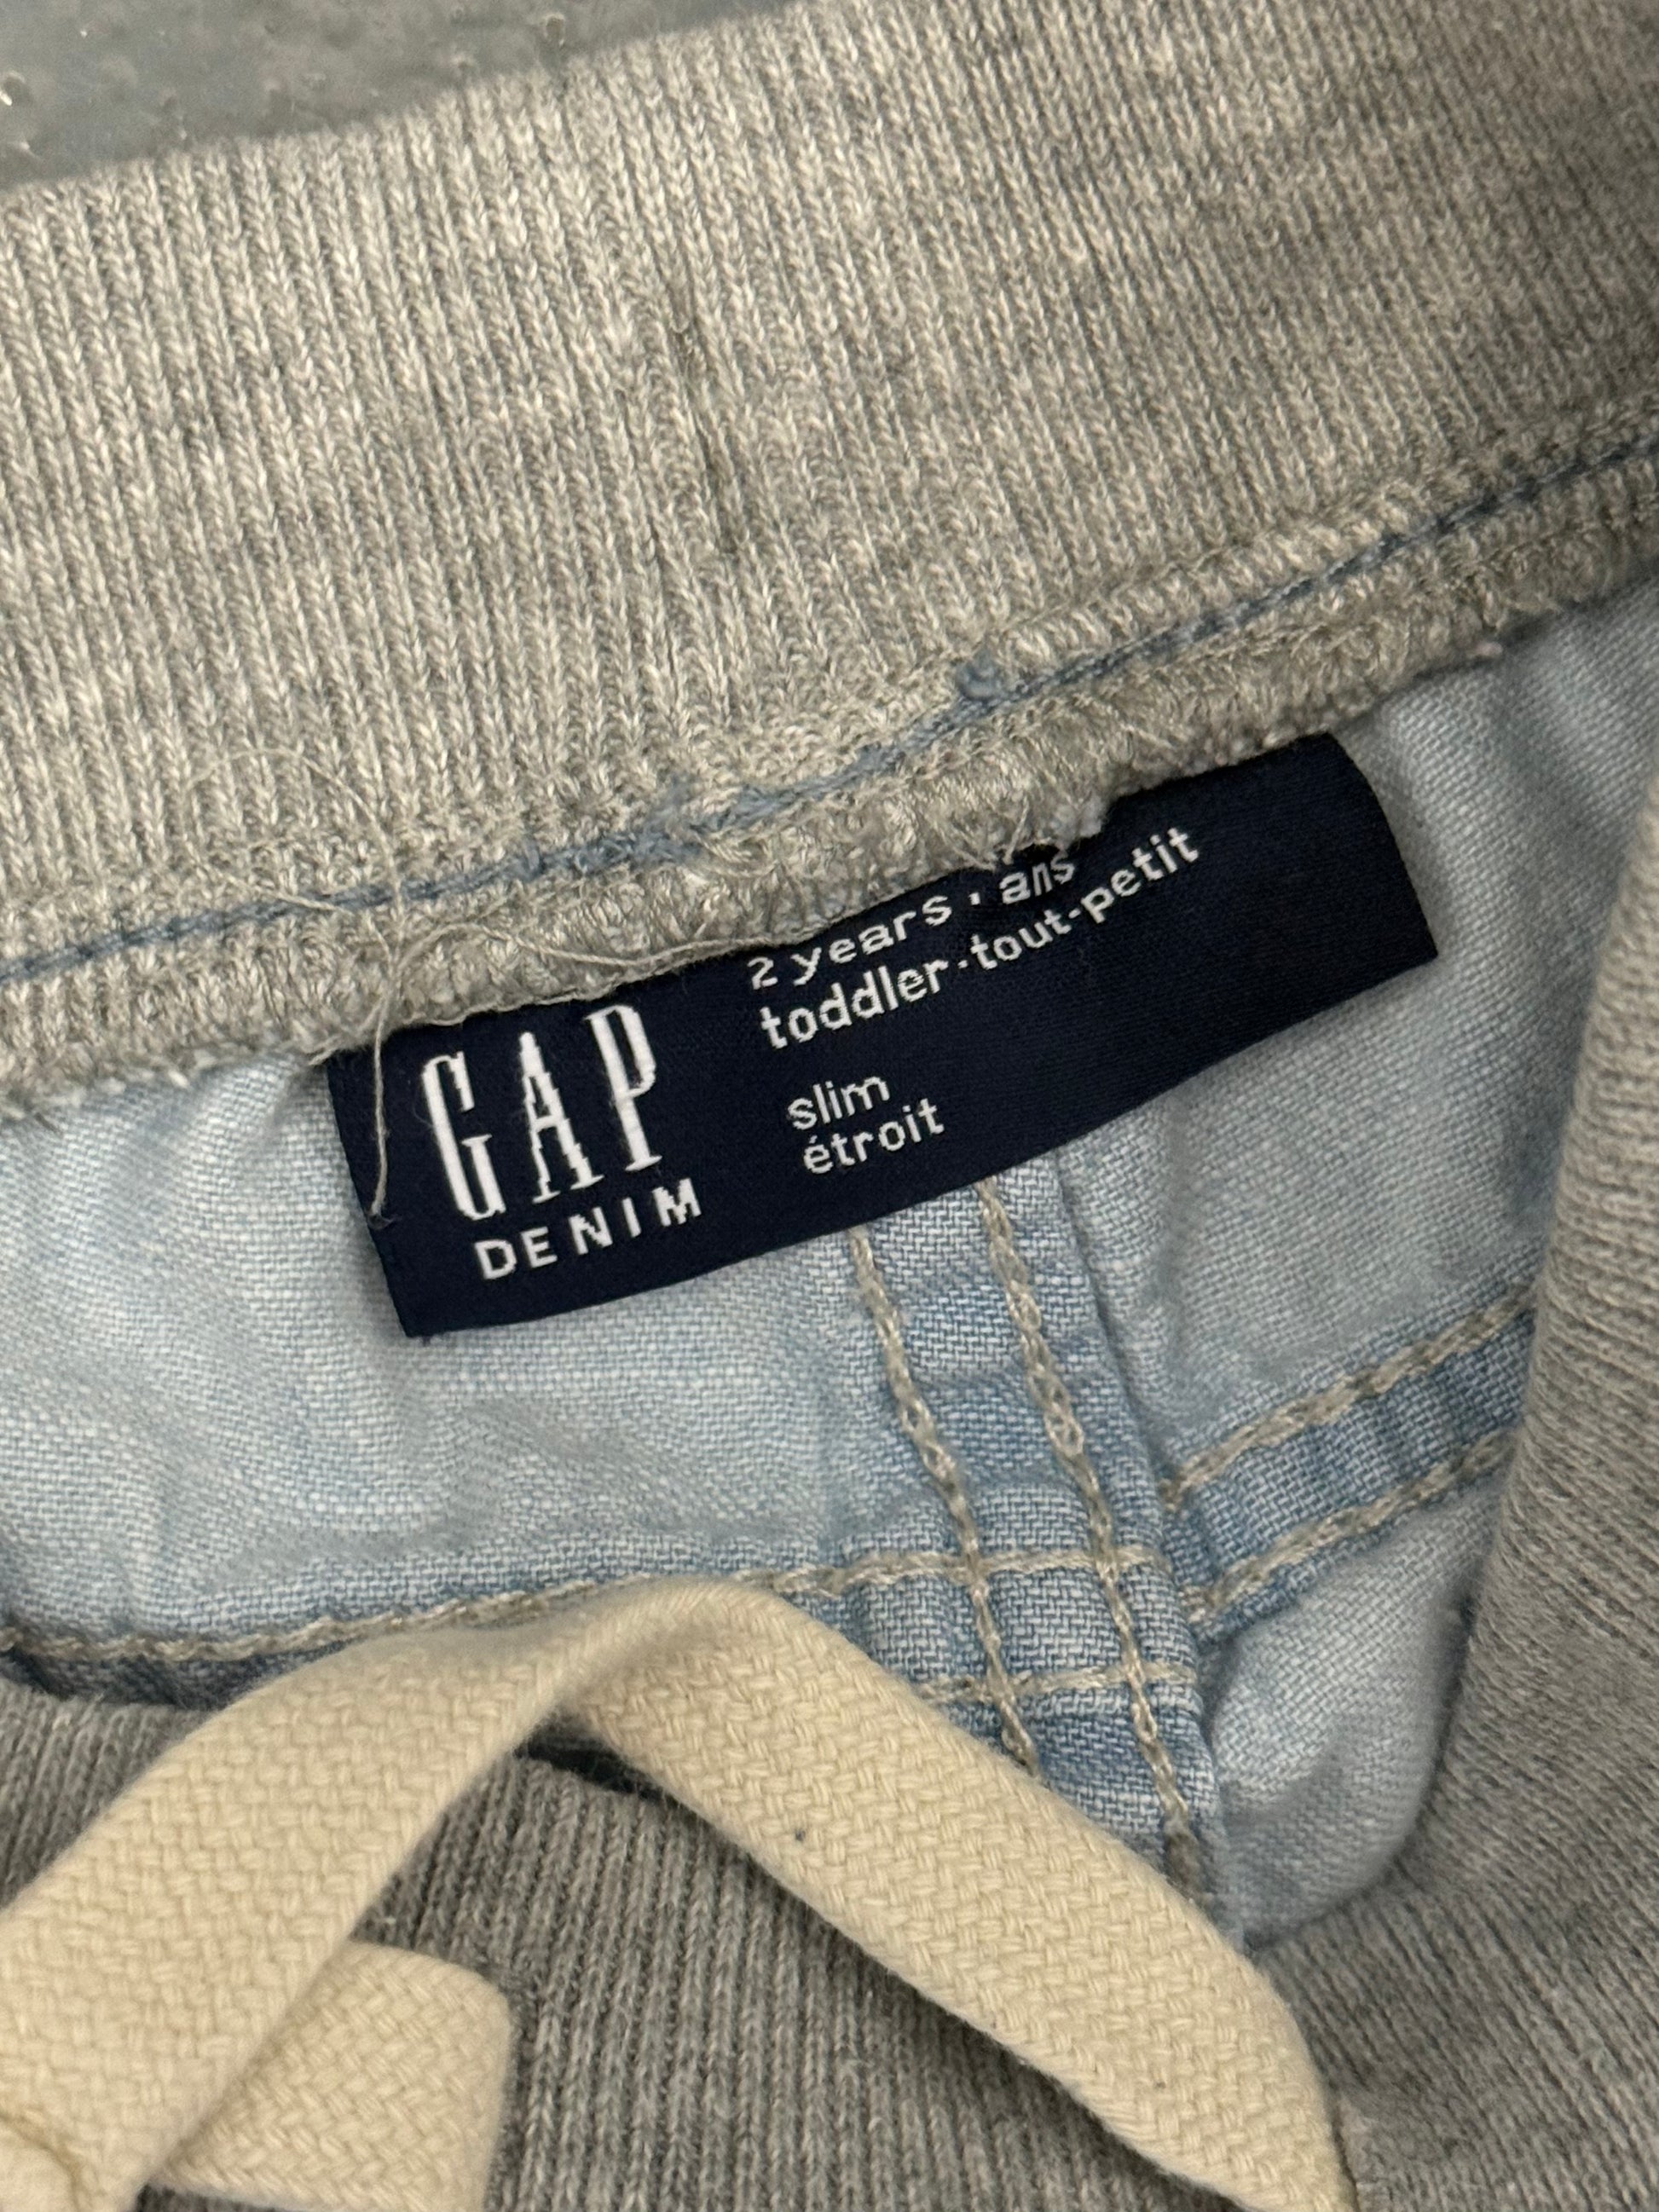 GAP
DENIM
2 years · ans
toddler · tout-petit
slim
étroit